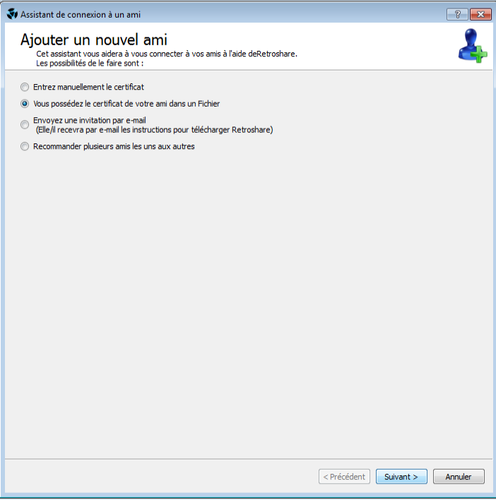 Assistant de connexion à un ami
Ajouter un nouvel ami
Cet assistant vous aidera à vous connecter à vos amis à l'aide deRetroshare.
Les possibilités de le faire sont :
Entrez manuellement le certificat
Vous possédez le certificat de votre ami dans un Fichier
Envoyez une invitation par e-mail
(Elle/il recevra par e-mail les instructions pour télécharger Retroshare)
Recommander plusieurs amis les uns aux autres
< Précédent
Suivant >
Annuler